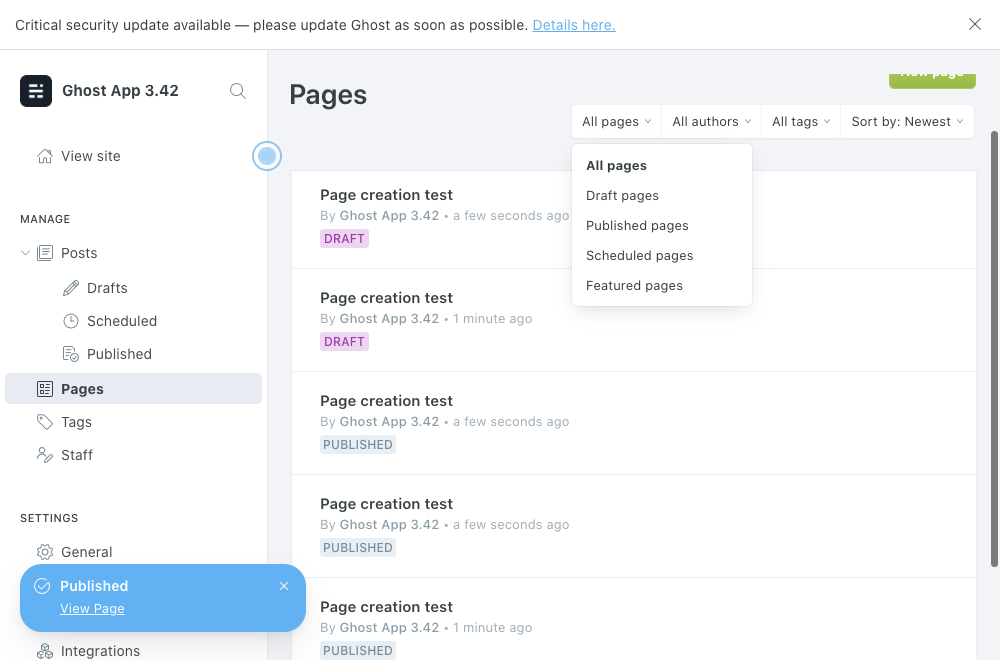 Critical security update available — please update Ghost as soon as possible. Details here.
Ghost App 3.42
View site
MANAGE
Posts
Drafts
Scheduled
Published
Pages
Tags
Staff
SETTINGS
General
Integrations
Published
View Page
Pages
New page
All pages
All authors
All tags
Sort by: Newest
All pages
Draft pages
Published pages
Scheduled pages
Featured pages
Page creation test
By Ghost App 3.42 • a few seconds ago
DRAFT
Page creation test
By Ghost App 3.42 • 1 minute ago
DRAFT
Page creation test
By Ghost App 3.42 • a few seconds ago
PUBLISHED
Page creation test
By Ghost App 3.42 • a few seconds ago
PUBLISHED
Page creation test
By Ghost App 3.42 • 1 minute ago
PUBLISHED